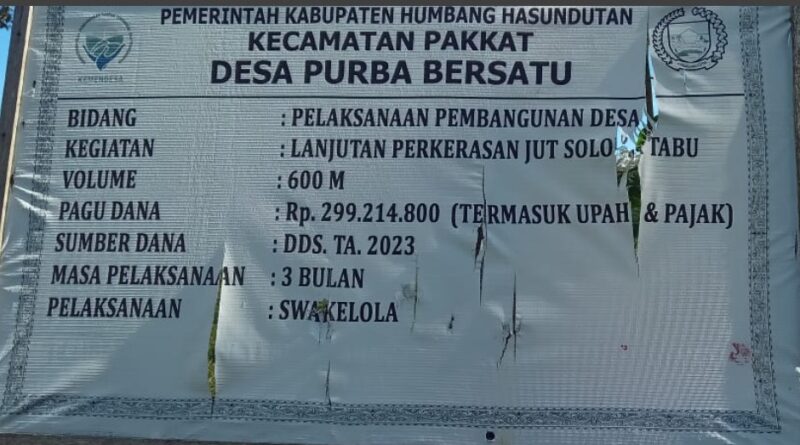 PEMERINTAH KABUPATEN HUMBANG HASUNDUTAN
KECAMATAN PAKKAT
DESA PURBA BERSATU
KEMENDESA
BIDANG : PELAKSANAAN PEMBANGUNAN DESA
KEGIATAN : LANJUTAN PERKERASAN JUT TABU
VOLUME : 600 M
PAGU DANA : Rp. 299.214.800 (TERMASUK UPAH & PAJAK)
SUMBER DANA : DDS. TA. 2023
MASA PELAKSANAAN : 3 BULAN
PELAKSANAAN : SWAKELOLA